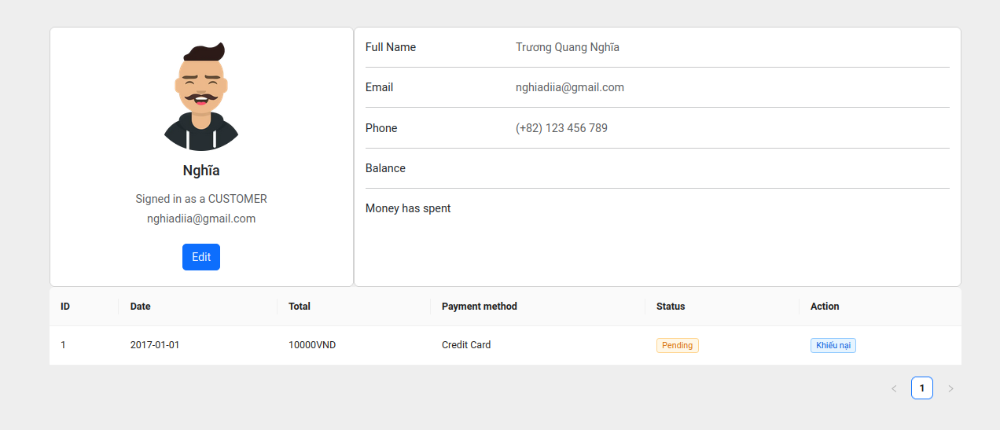 Nghĩa
Signed in as a CUSTOMER
nghiadiia@gmail.com
Edit
Full Name Trương Quang Nghĩa
Email nghiadiia@gmail.com
Phone (+82) 123 456 789
Balance
Money has spent
ID Date Total Payment method Status Action
1 2017-01-01 10000VND Credit Card Pending Khiếu nại
< 1 >